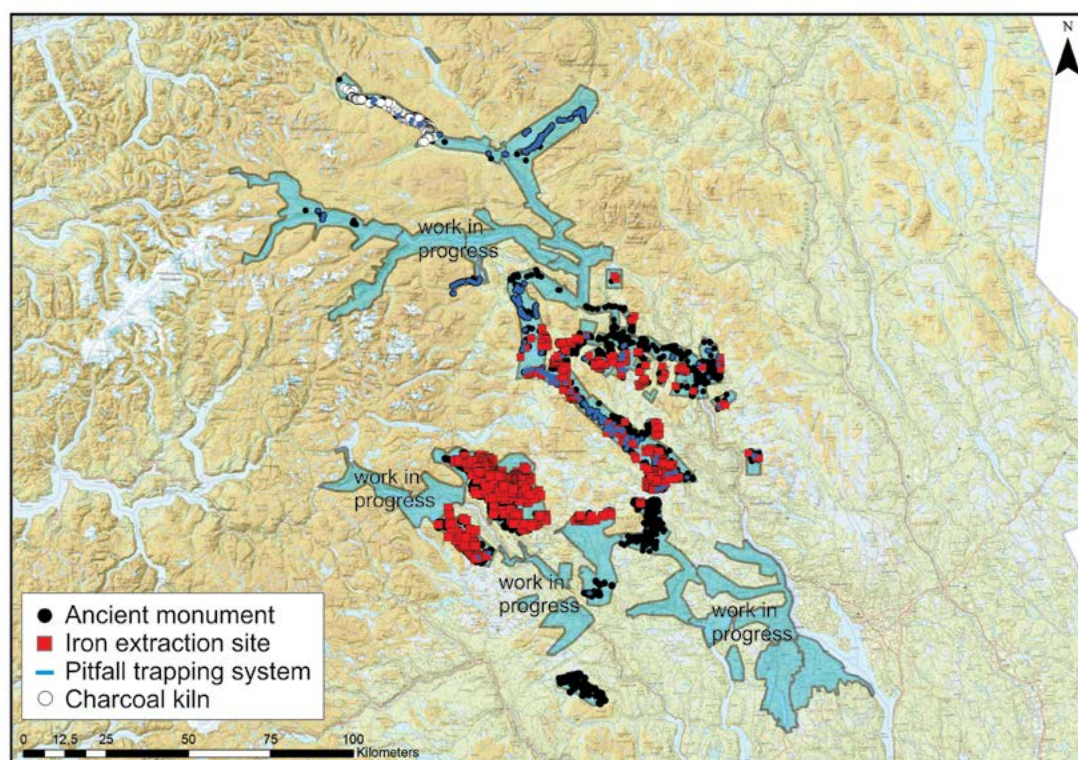 N
work in
progress
work in
progress
work in
progress
work in
progress
Ancient monument
Iron extraction site
Pitfall trapping system
Charcoal kiln
0 12,5 25 50 75 100
Kilometers